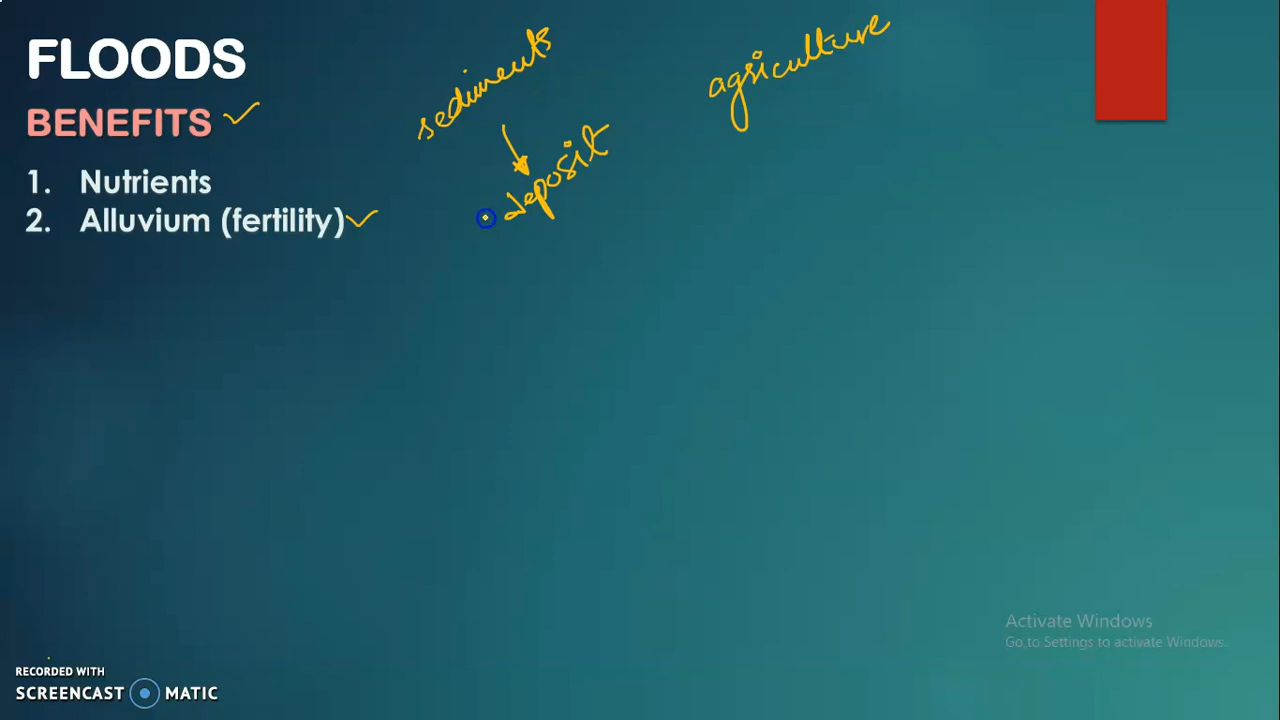 FLOODS
BENEFITS
1. Nutrients
2. Alluvium (fertility)
sediments
deposit
agriculture
Activate Windows
Go to Settings to activate Windows.
RECORDED WITH
SCREENCAST MATIC